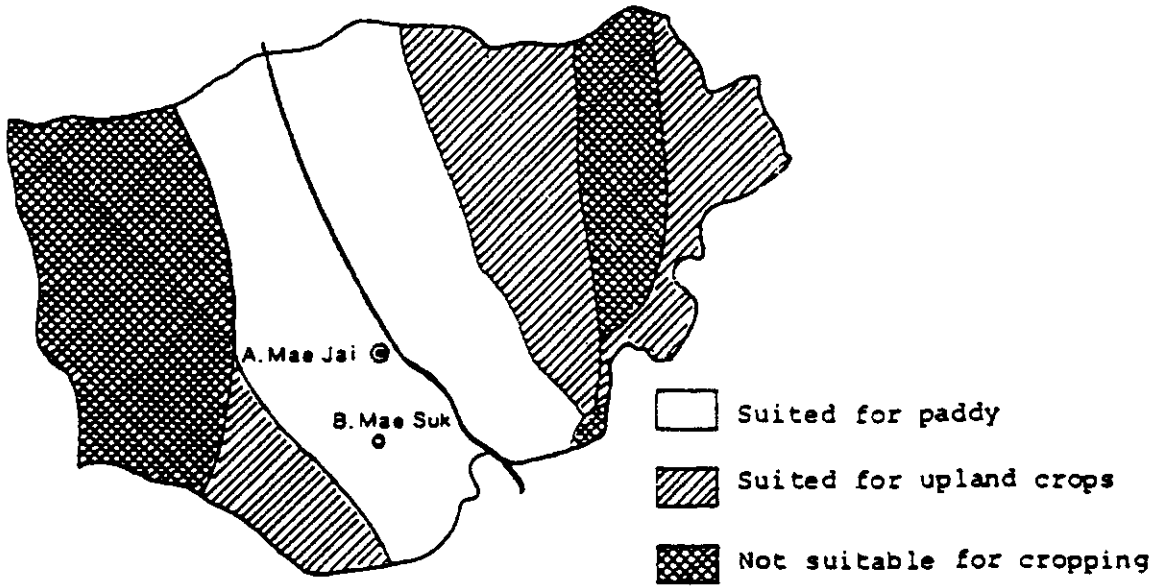 A. Mae Jai
B. Mae Suk
Suited for paddy
Suited for upland crops
Not suitable for cropping